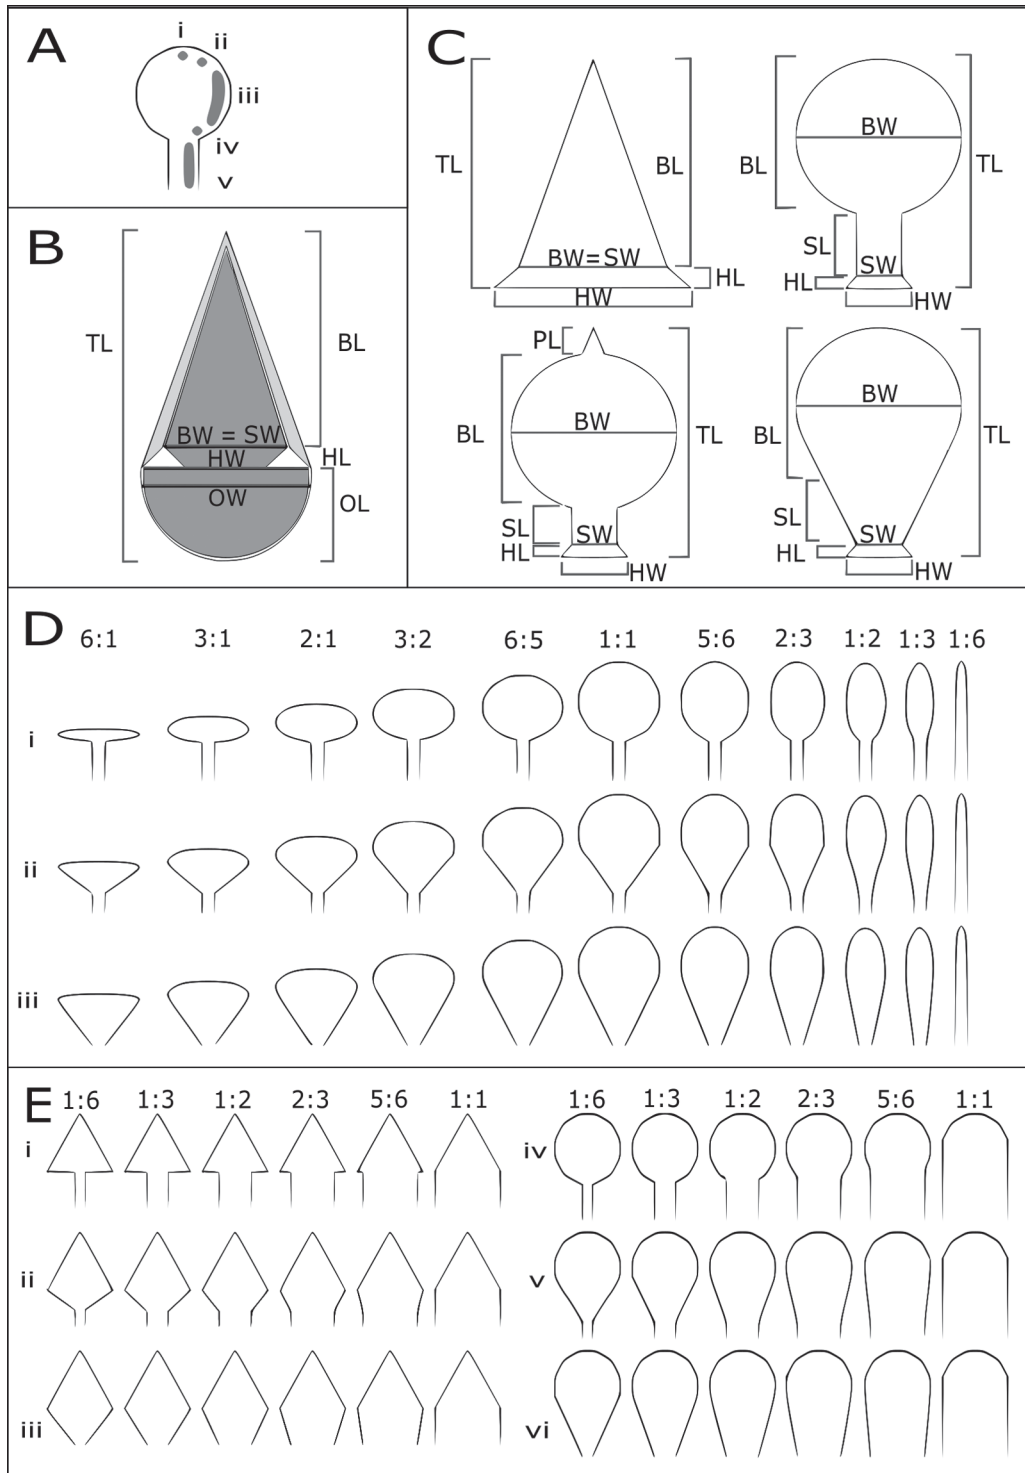 A
i
ii
iii
iv
v
B
TL
BL
BW = SW
HW
HL
OW
OL
C
TL
BL
BW=SW
HL
HW
BL
BW
TL
SL
SW
HL
HW
PL
BL
BW
TL
SL
SW
HL
HW
BW
BL
TL
SL
SW
HL
HW
D
6:1 3:1 2:1 3:2 6:5 1:1 5:6 2:3 1:2 1:3 1:6
i
ii
iii
E
1:6 1:3 1:2 2:3 5:6 1:1
i
ii
iii
1:6 1:3 1:2 2:3 5:6 1:1
iv
v
vi